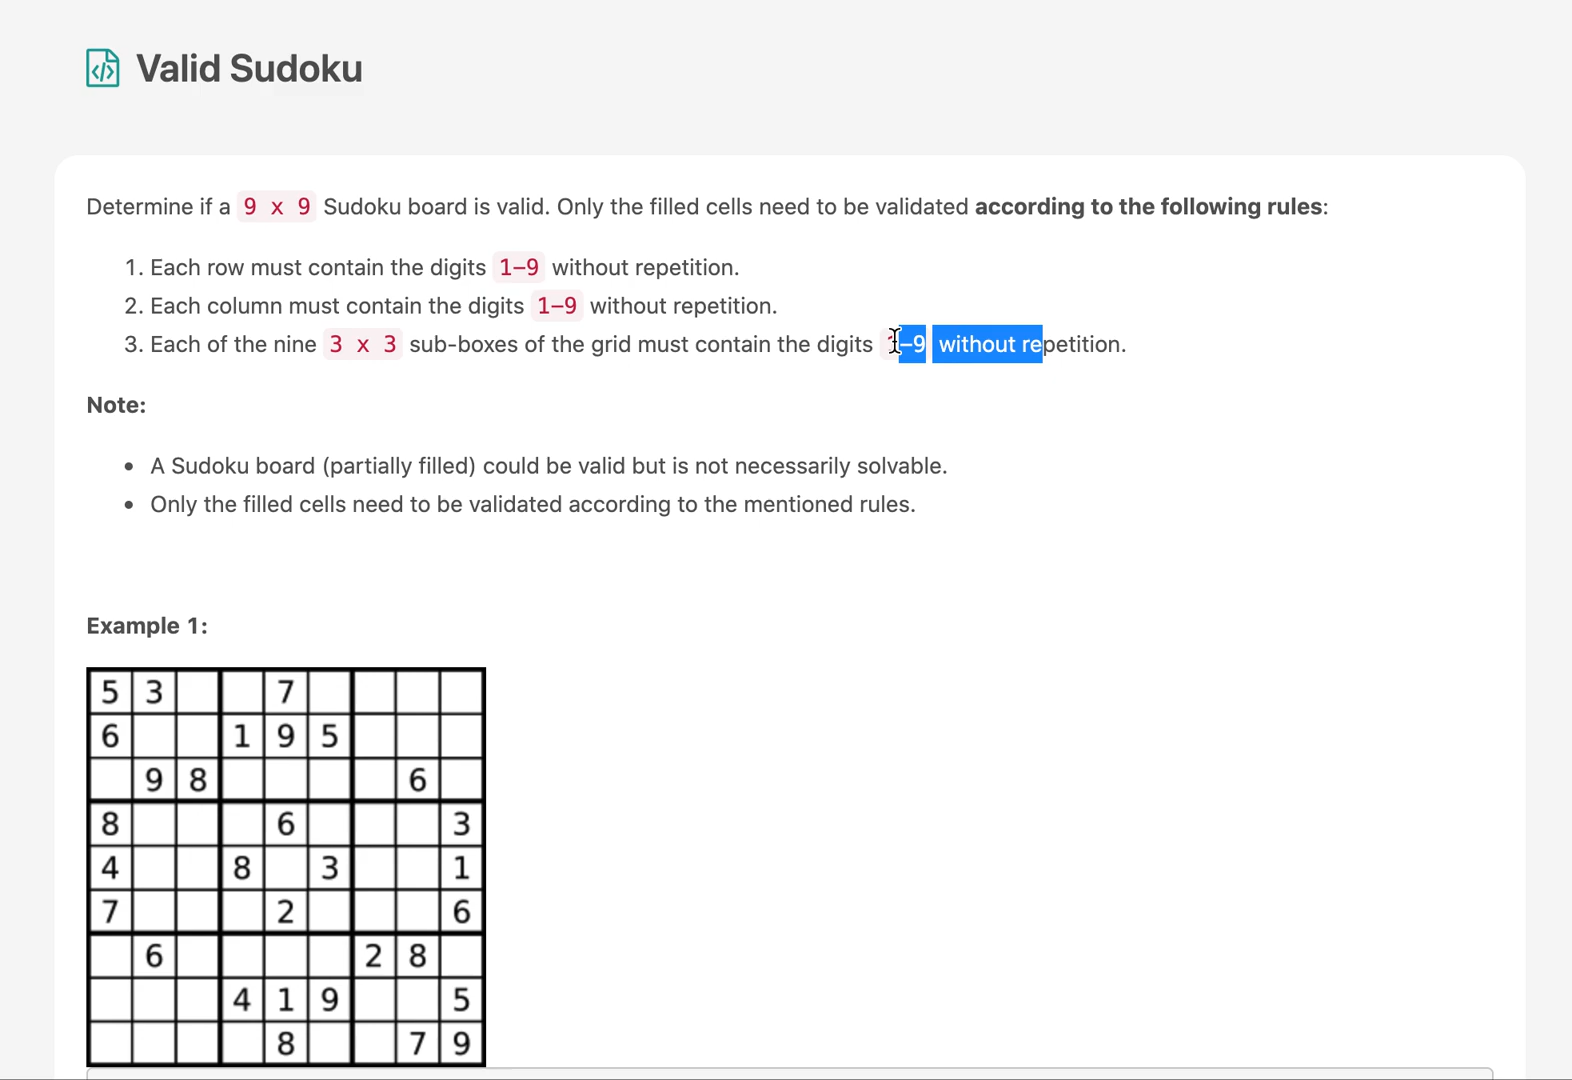 Valid Sudoku
Determine if a 9 x 9 Sudoku board is valid. Only the filled cells need to be validated according to the following rules:
1. Each row must contain the digits 1-9 without repetition.
2. Each column must contain the digits 1-9 without repetition.
3. Each of the nine 3 x 3 sub-boxes of the grid must contain the digits 1-9 without repetition.
Note:
• A Sudoku board (partially filled) could be valid but is not necessarily solvable.
• Only the filled cells need to be validated according to the mentioned rules.
Example 1:
5 3 7
6 1 9 5
9 8 6
8 6 3
4 8 3 1
7 2 6
6 2 8
4 1 9 5
8 7 9